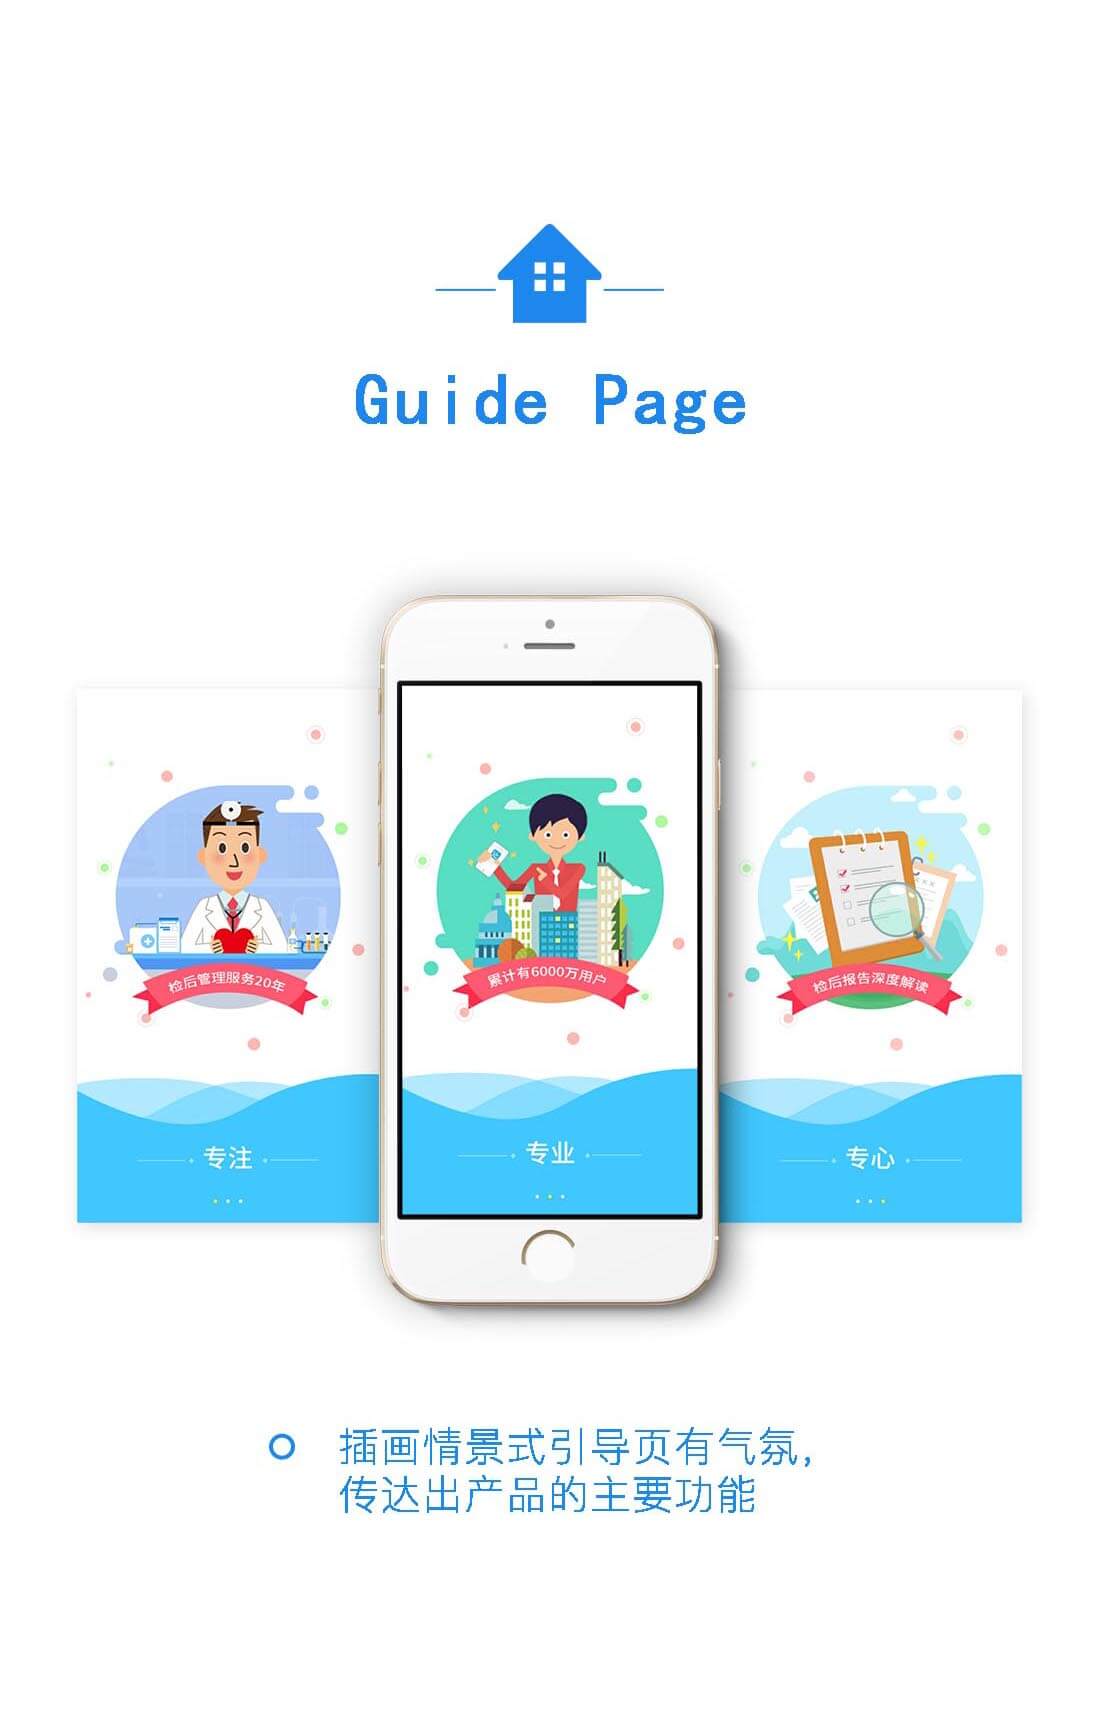 Guide Page
检后管理服务20年
累计有6000万用户
检后报告深度解读
专注
专业
专心
插画情景式引导页有气氛,
传达出产品的主要功能